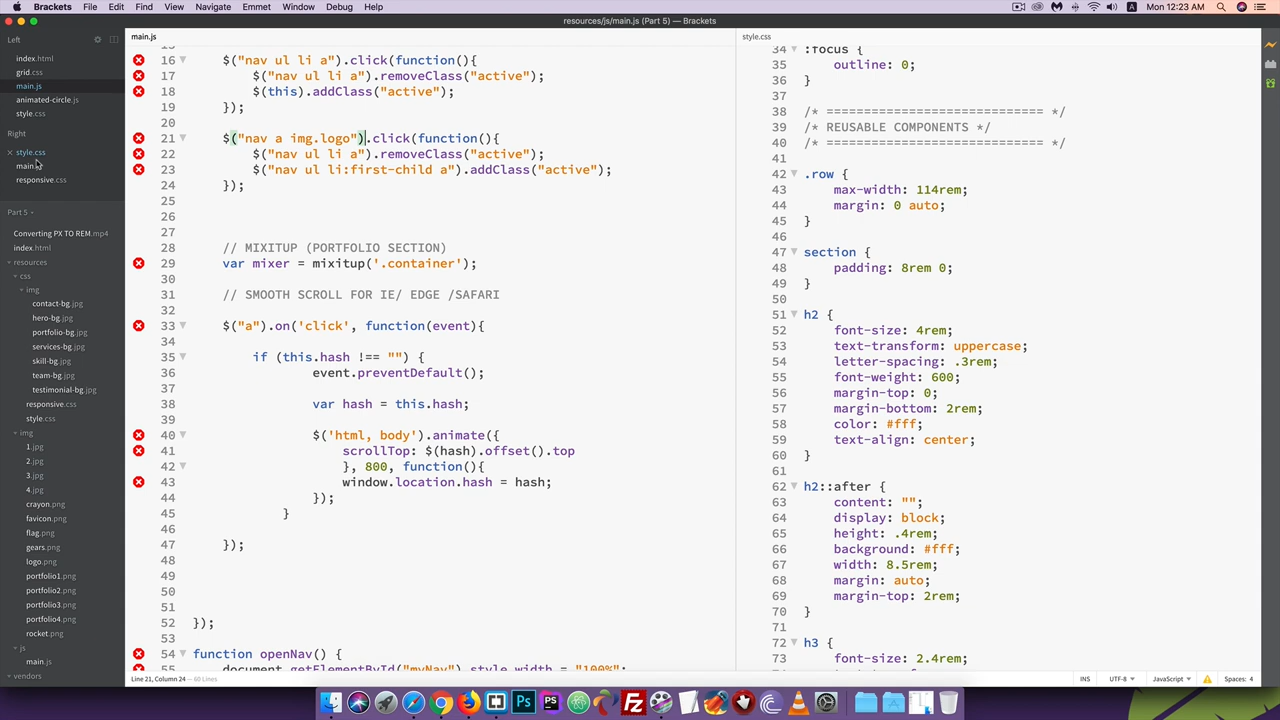 Brackets File Edit Find View Navigate Emmet Window Debug Help
Mon 12:23 AM
resources/js/main.js (Part 5) — Brackets
Left
index.html
grid.css
main.js
animated-circle.js
style.css
Right
style.css
main
responsive.css
Part 5
Converting PX TO REM.mp4
index.html
resources
css
img
contact-bg.jpg
hero-bg.jpg
portfolio-bg.jpg
services-bg.jpg
skill-bg.jpg
team-bg.jpg
testimonial-bg.jpg
responsive.css
style.css
img
1.jpg
2.jpg
3.jpg
4.jpg
crayon.png
favicon.png
flag.png
gears.png
logo.png
portfolio1.png
portfolio2.png
portfolio3.png
portfolio4.png
rocket.png
js
main.js
vendors
main.js
15
16 $("nav ul li a").click(function(){
17 $("nav ul li a").removeClass("active");
18 $(this).addClass("active");
19 });
20
21 $("nav a img.logo").click(function(){
22 $("nav ul li a").removeClass("active");
23 $("nav ul li:first-child a").addClass("active");
24 });
25
26
27
28 // MIXITUP (PORTFOLIO SECTION)
29 var mixer = mixitup('.container');
30
31 // SMOOTH SCROLL FOR IE/ EDGE /SAFARI
32
33 $("a").on('click', function(event){
34
35 if (this.hash !== "") {
36 event.preventDefault();
37
38 var hash = this.hash;
39
40 $('html, body').animate({
41 scrollTop: $(hash).offset().top
42 }, 800, function(){
43 window.location.hash = hash;
44 });
45 }
46
47 });
48
49
50
51
52 });
53
54 function openNav() {
55 document.getElementById("myNav").style.width = "100%";
Line 21, Column 24 — 60 Lines
style.css
34 :focus {
35 outline: 0;
36 }
37
38 /* ============================ */
39 /* REUSABLE COMPONENTS */
40 /* ============================ */
41
42 .row {
43 max-width: 114rem;
44 margin: 0 auto;
45 }
46
47 section {
48 padding: 8rem 0;
49 }
50
51 h2 {
52 font-size: 4rem;
53 text-transform: uppercase;
54 letter-spacing: .3rem;
55 font-weight: 600;
56 margin-top: 0;
57 margin-bottom: 2rem;
58 color: #fff;
59 text-align: center;
60 }
61
62 h2::after {
63 content: "";
64 display: block;
65 height: .4rem;
66 background: #fff;
67 width: 8.5rem;
68 margin: auto;
69 margin-top: 2rem;
70 }
71
72 h3 {
73 font-size: 2.4rem;
INS UTF-8 JavaScript Spaces: 4